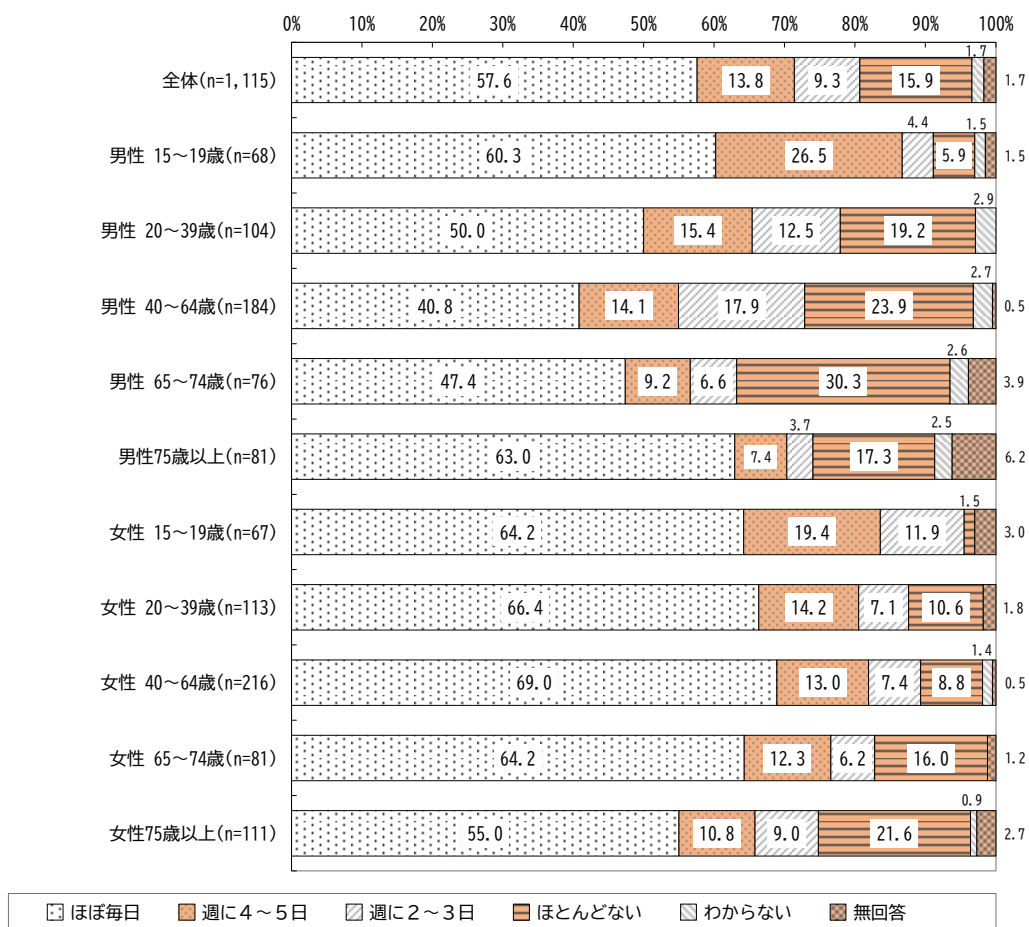 0% 10% 20% 30% 40% 50% 60% 70% 80% 90% 100%
全体(n=1,115) 57.6 13.8 9.3 15.9 1.7 1.7
男性 15～19歳(n=68) 60.3 26.5 4.4 5.9 1.5 1.5
男性 20～39歳(n=104) 50.0 15.4 12.5 19.2 2.9
男性 40～64歳(n=184) 40.8 14.1 17.9 23.9 2.7 0.5
男性 65～74歳(n=76) 47.4 9.2 6.6 30.3 2.6 3.9
男性75歳以上(n=81) 63.0 7.4 3.7 17.3 2.5 6.2
女性 15～19歳(n=67) 64.2 19.4 11.9 1.5 3.0
女性 20～39歳(n=113) 66.4 14.2 7.1 10.6 1.8
女性 40～64歳(n=216) 69.0 13.0 7.4 8.8 1.4 0.5
女性 65～74歳(n=81) 64.2 12.3 6.2 16.0 1.2
女性75歳以上(n=111) 55.0 10.8 9.0 21.6 0.9 2.7
ほぼ毎日 週に４～５日 週に２～３日 ほとんどない わからない 無回答